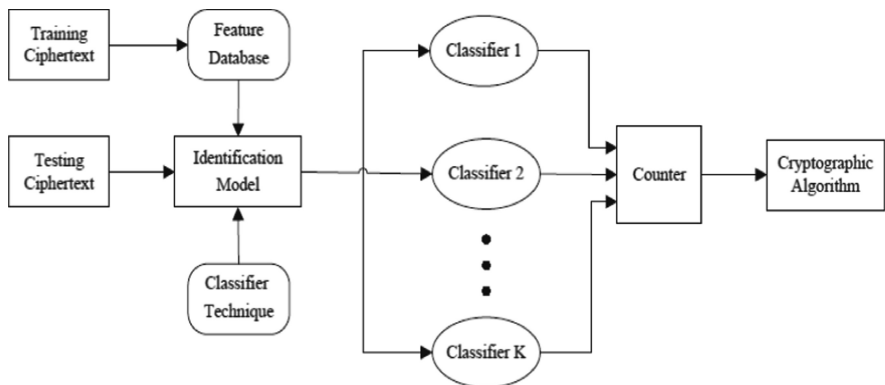 Training
Ciphertext
Feature
Database
Classifier 1
Testing
Ciphertext
Identification
Model
Classifier 2
Counter
Cryptographic
Algorithm
Classifier
Technique
Classifier K